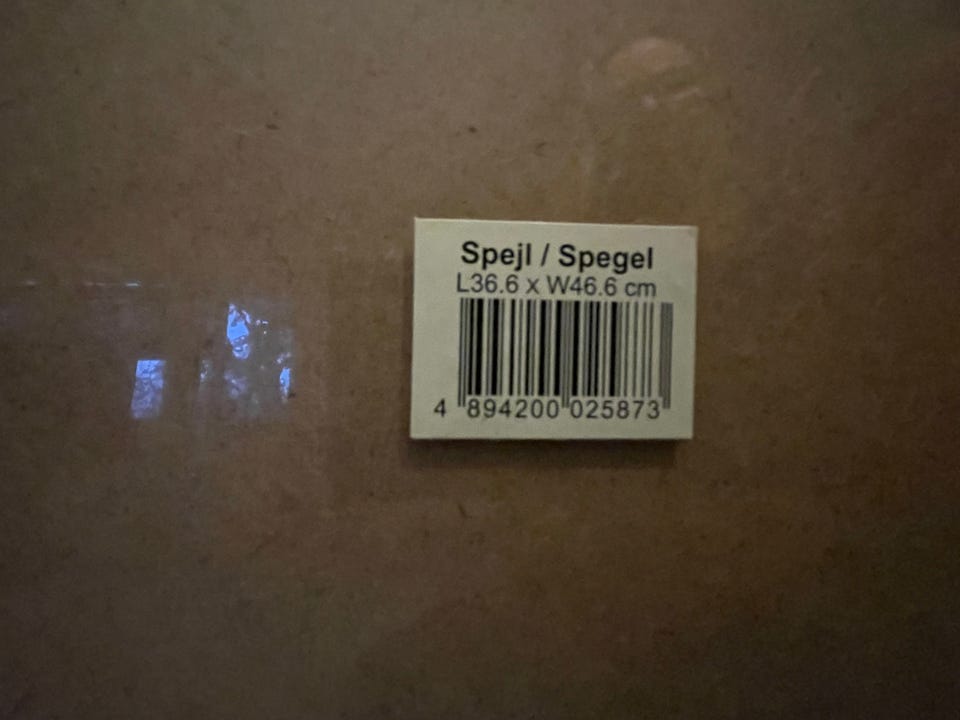 Spejl / Spegel
L36.6 x W46.6 cm
4 894200 025873